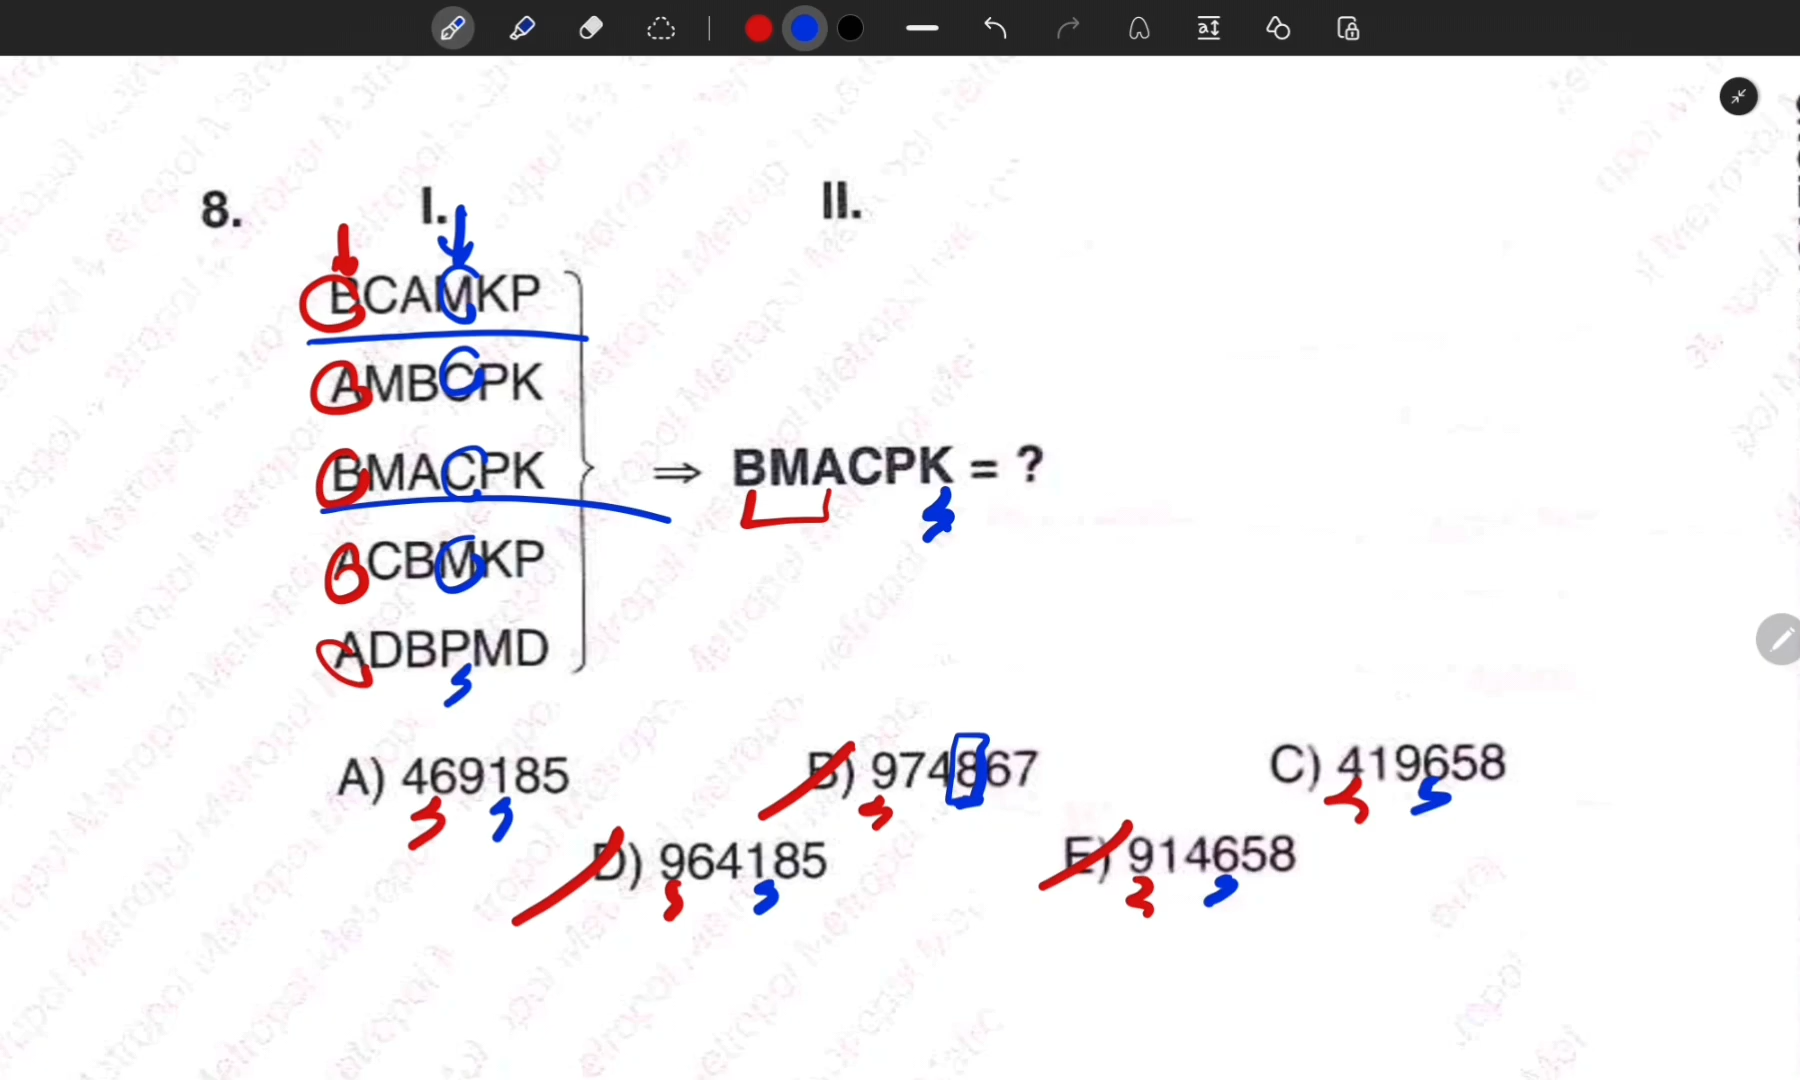 8.
I.
II.
BCAMKP
AMBCPK
BMACPK
⇒ BMACPK = ?
ACBMKP
ADBPMD
A) 469185
B) 974867
C) 419658
D) 964185
E) 914658